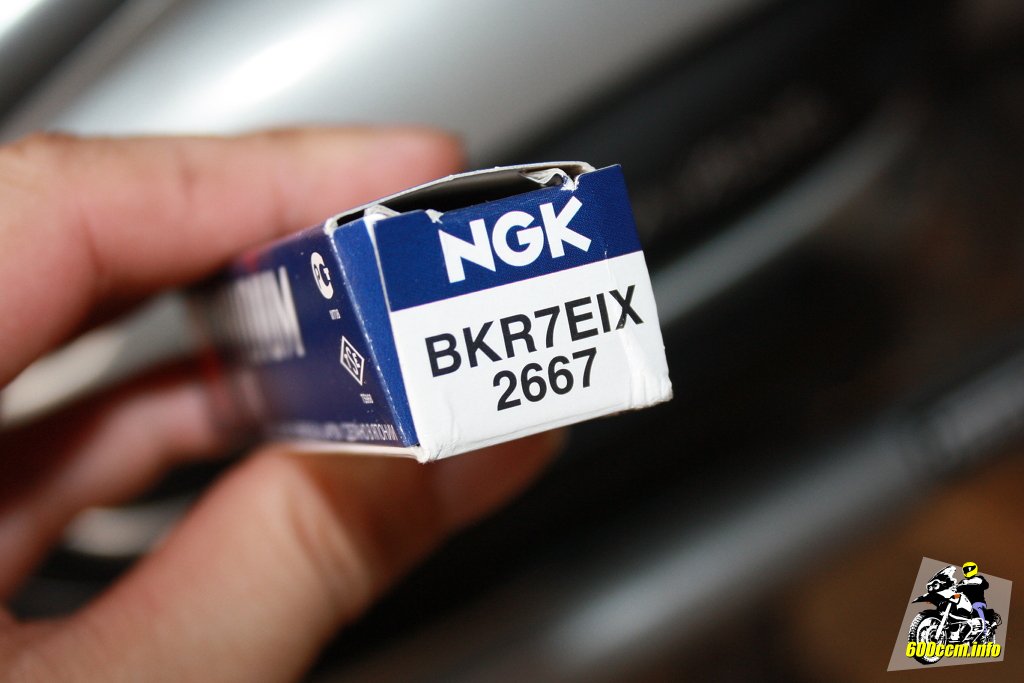 NGK
BKR7EIX
2667
600ccm.info